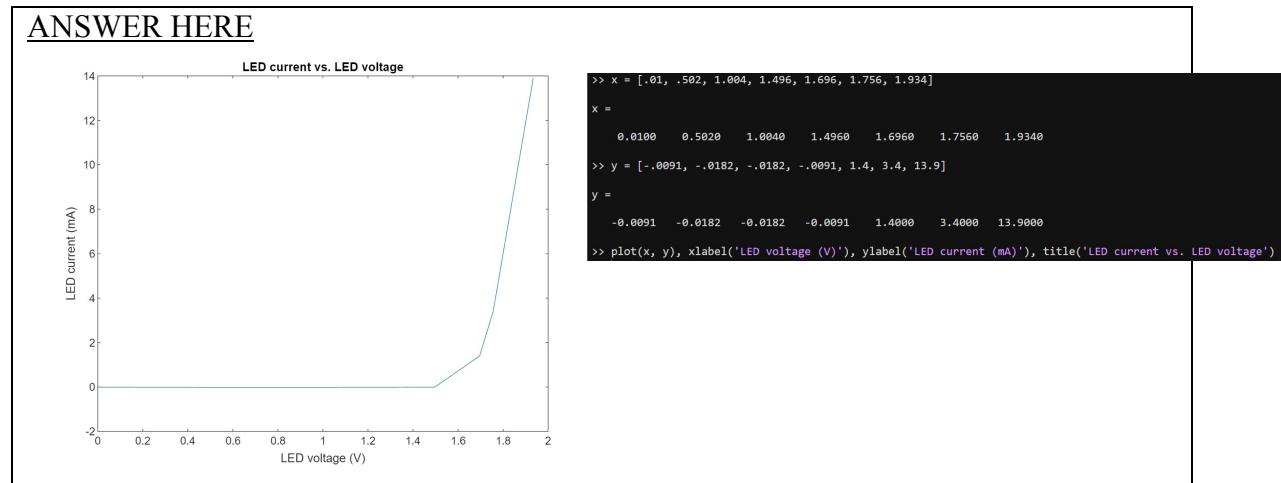 ANSWER HERE
LED current vs. LED voltage
14
12
10
8
6
4
2
0
-2
LED current (mA)
0 0.2 0.4 0.6 0.8 1 1.2 1.4 1.6 1.8 2
LED voltage (V)
>> x = [.01, .502, 1.004, 1.496, 1.696, 1.756, 1.934]
x =
0.0100 0.5020 1.0040 1.4960 1.6960 1.7560 1.9340
>> y = [-.0091, -.0182, -.0182, -.0091, 1.4, 3.4, 13.9]
y =
-0.0091 -0.0182 -0.0182 -0.0091 1.4000 3.4000 13.9000
>> plot(x, y), xlabel('LED voltage (V)'), ylabel('LED current (mA)'), title('LED current vs. LED voltage')